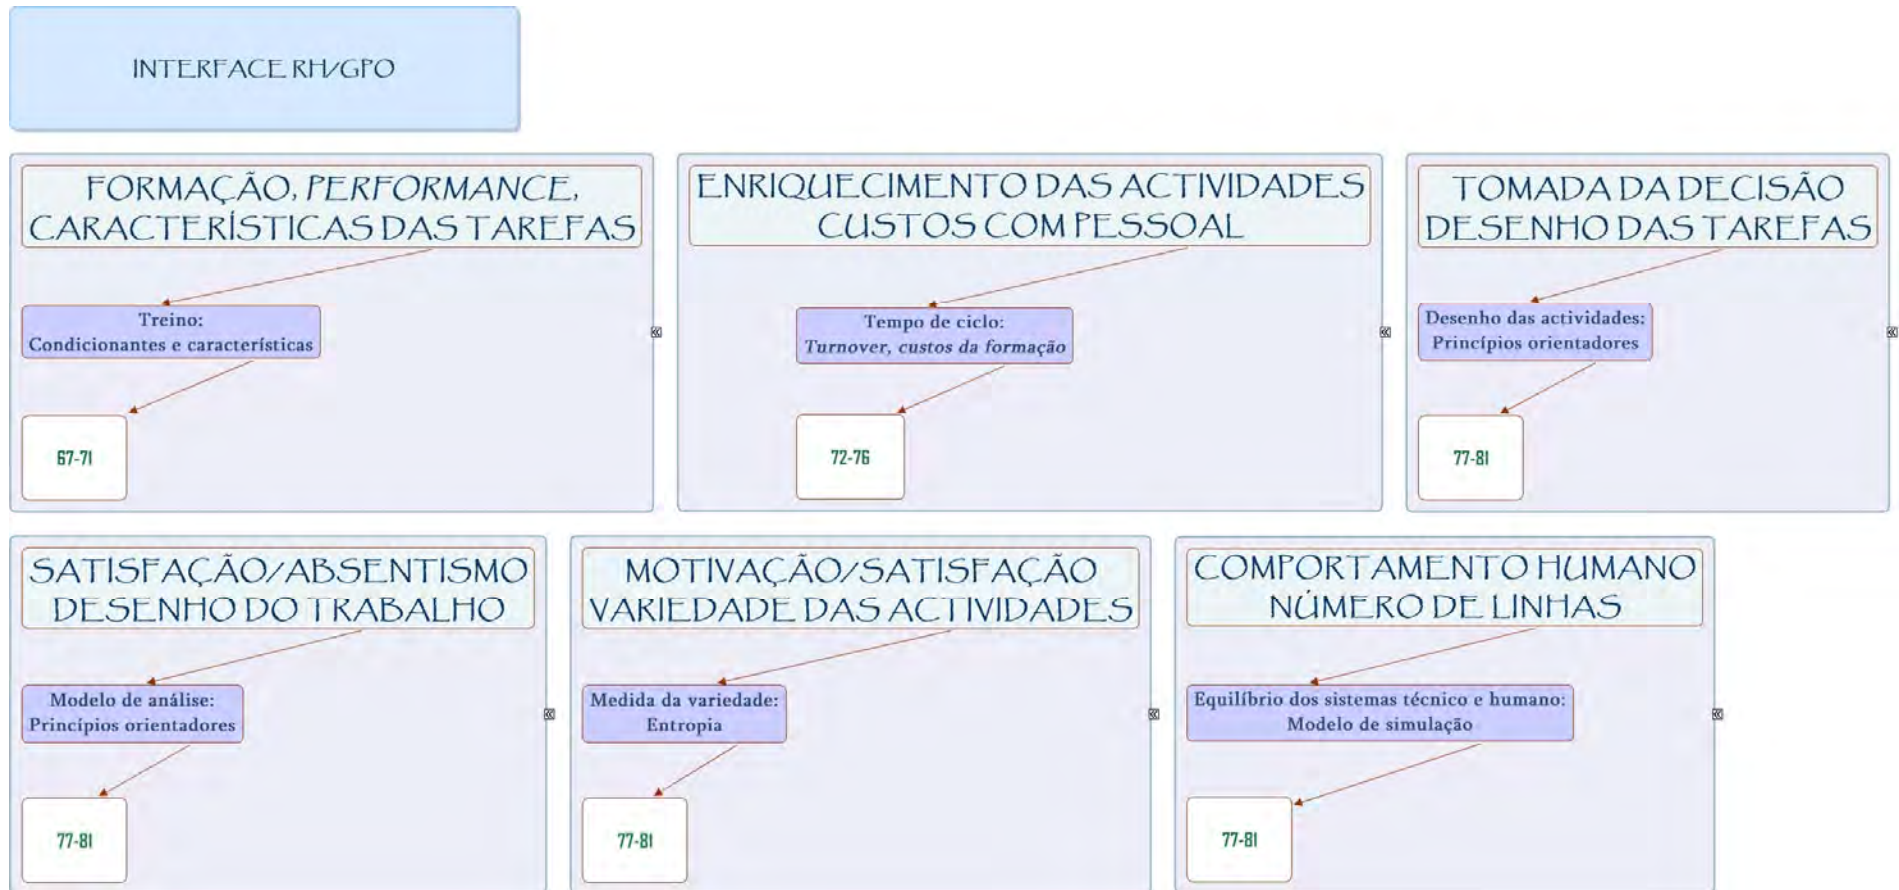 INTERFACE RH/GPO
FORMAÇÃO, PERFORMANCE,
CARACTERÍSTICAS DAS TAREFAS
Treino:
Condicionantes e características
67-71
ENRIQUECIMENTO DAS ACTIVIDADES
CUSTOS COM PESSOAL
Tempo de ciclo:
Turnover, custos da formação
72-76
TOMADA DA DECISÃO
DESENHO DAS TAREFAS
Desenho das actividades:
Princípios orientadores
77-81
SATISFAÇÃO/ABSENTISMO
DESENHO DO TRABALHO
Modelo de análise:
Princípios orientadores
77-81
MOTIVAÇÃO/SATISFAÇÃO
VARIEDADE DAS ACTIVIDADES
Medida da variedade:
Entropia
77-81
COMPORTAMENTO HUMANO
NÚMERO DE LINHAS
Equilíbrio dos sistemas técnico e humano:
Modelo de simulação
77-81